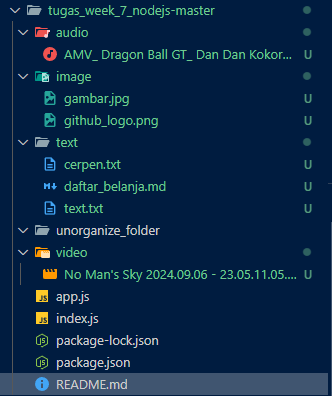 tugas_week_7_nodejs-master
audio
AMV_ Dragon Ball GT_ Dan Dan Kokor... U
image
gambar.jpg U
github_logo.png U
text
cerpen.txt U
daftar_belanja.md U
text.txt U
unorganize_folder
video
No Man's Sky 2024.09.06 - 23.05.11.05.... U
JS app.js
JS index.js
package-lock.json
package.json
README.md